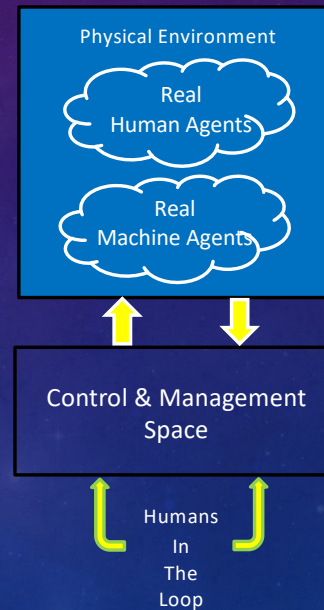 Physical Environment
Real
Human Agents
Real
Machine Agents
Control & Management
Space
Humans
In
The
Loop